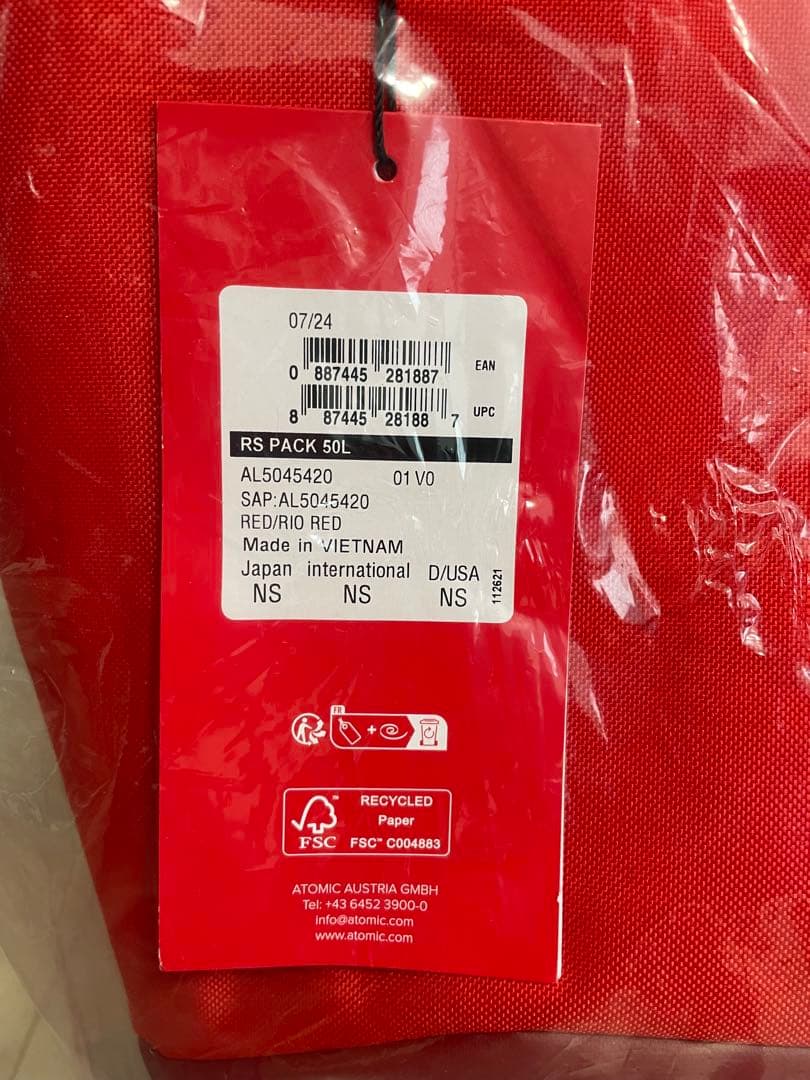 07/24
0 887445 281887 EAN
8 87445 28188 7 UPC
RS PACK 50L
AL5045420 01 V0
SAP:AL5045420
RED/RIO RED
Made in VIETNAM
Japan international D/USA
NS NS NS
112621
FR
RECYCLED
Paper
FSC™ FSC™ C004883
ATOMIC AUSTRIA GMBH
Tel: +43 6452 3900-0
info@atomic.com
www.atomic.com